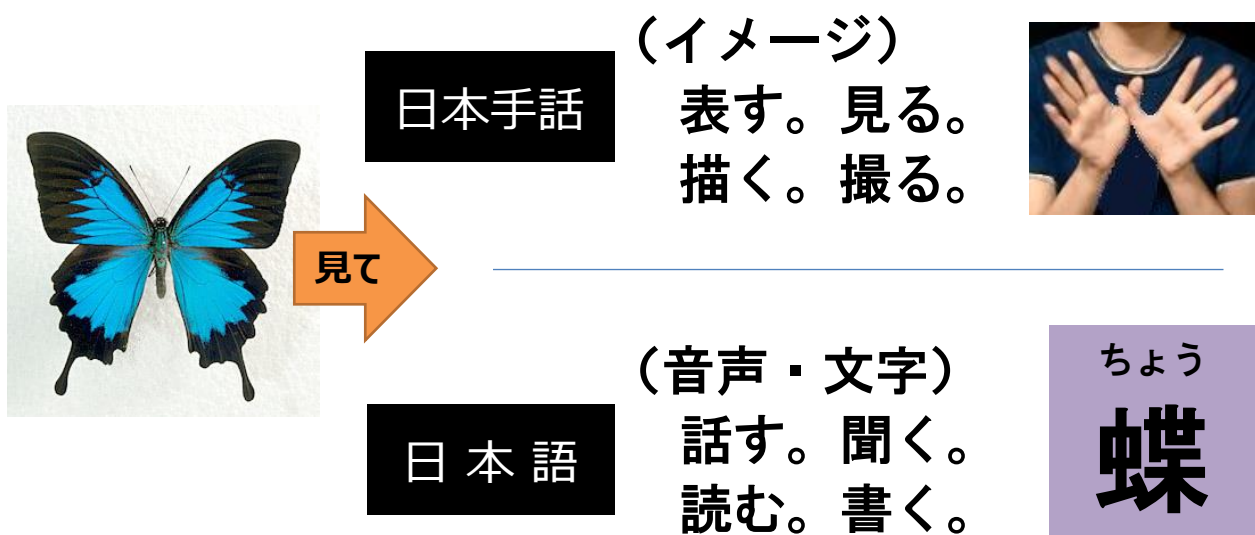 見て
日本手話
（イメージ）
表す。見る。
描く。撮る。
日本語
（音声・文字）
話す。聞く。
読む。書く。
ちょう
蝶